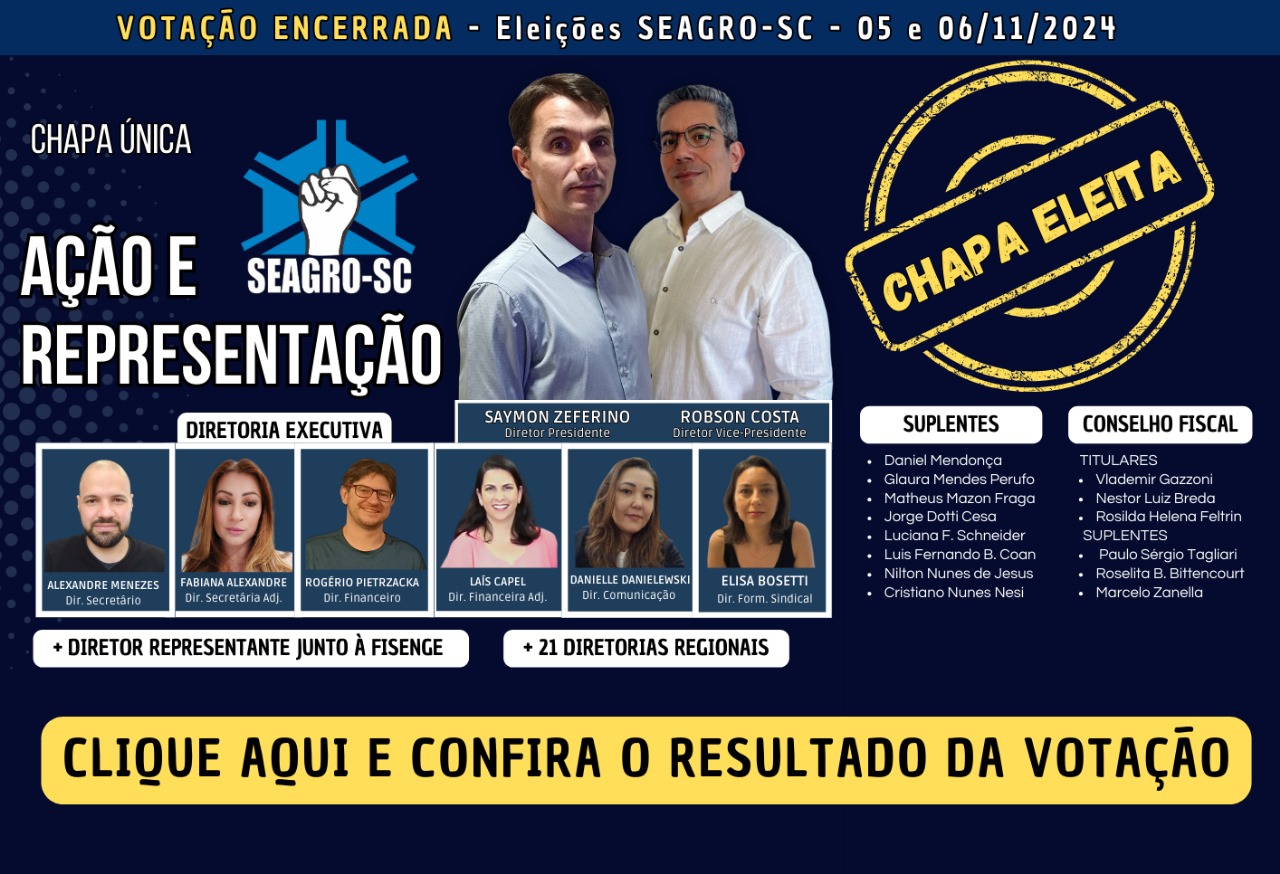 VOTAÇÃO ENCERRADA - Eleições SEAGRO-SC - 05 e 06/11/2024
CHAPA ÚNICA
SEAGRO-SC
AÇÃO E
REPRESENTAÇÃO
CHAPA ELEITA
SAYMON ZEFERINO
Diretor Presidente
ROBSON COSTA
Diretor Vice-Presidente
DIRETORIA EXECUTIVA
ALEXANDRE MENEZES
Dir. Secretário
FABIANA ALEXANDRE
Dir. Secretária Adj.
ROGÉRIO PIETRZACKA
Dir. Financeiro
LAÍS CAPEL
Dir. Financeira Adj.
DANIELLE DANIELEWSKI
Dir. Comunicação
ELISA BOSETTI
Dir. Form. Sindical
SUPLENTES
• Daniel Mendonça
• Glaura Mendes Perufo
• Matheus Mazon Fraga
• Jorge Dotti Cesa
• Luciana F. Schneider
• Luis Fernando B. Coan
• Nilton Nunes de Jesus
• Cristiano Nunes Nesi
CONSELHO FISCAL
TITULARES
• Vlademir Gazzoni
• Nestor Luiz Breda
• Rosilda Helena Feltrin
SUPLENTES
• Paulo Sérgio Tagliari
• Roselita B. Bittencourt
• Marcelo Zanella
+ DIRETOR REPRESENTANTE JUNTO À FISENGE
+ 21 DIRETORIAS REGIONAIS
CLIQUE AQUI E CONFIRA O RESULTADO DA VOTAÇÃO